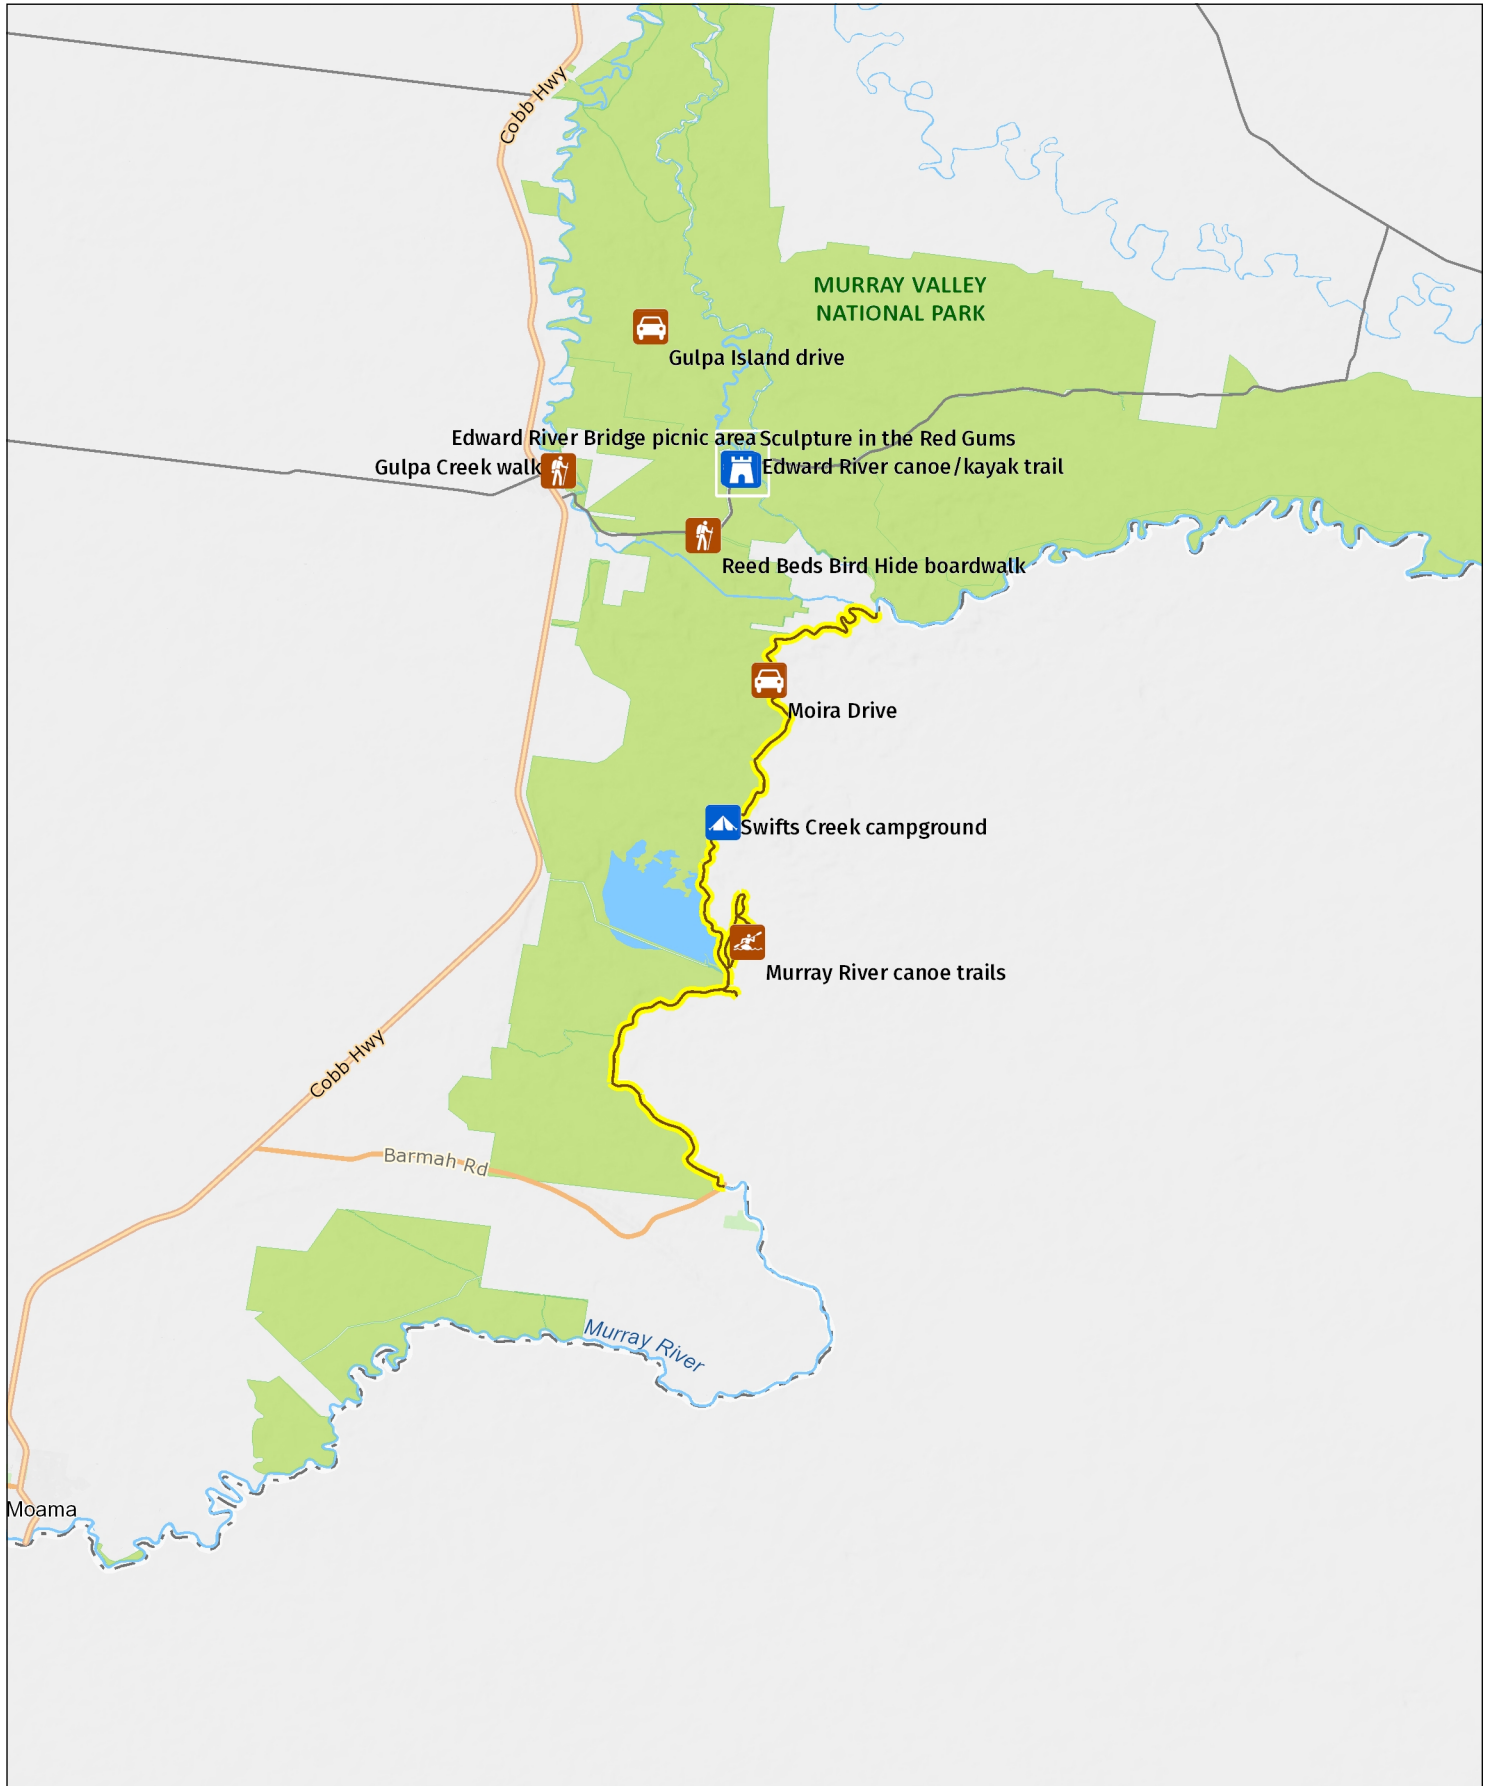 Cobb Hwy
MURRAY VALLEY
NATIONAL PARK
Gulpa Island drive
Edward River Bridge picnic area
Sculpture in the Red Gums
Gulpa Creek walk
Edward River canoe/kayak trail
Reed Beds Bird Hide boardwalk
Moira Drive
Swifts Creek campground
Murray River canoe trails
Cobb Hwy
Barmah Rd
Murray River
Moama